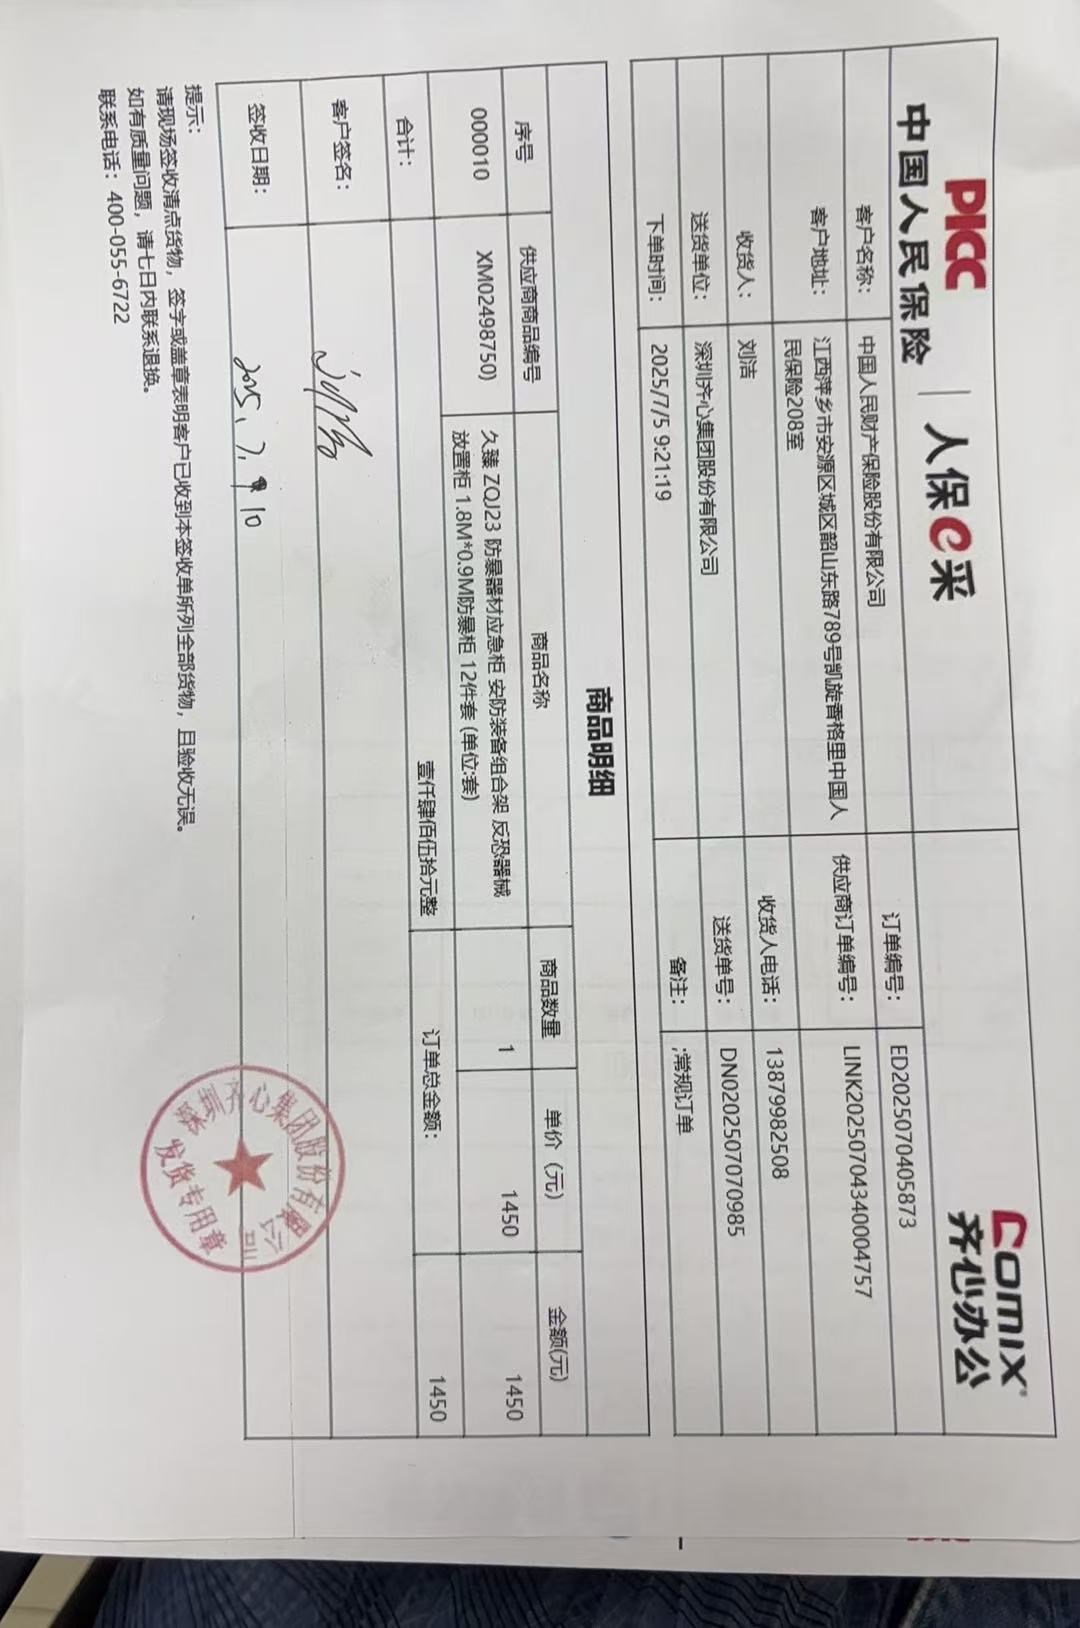 PICC
中国人民保险 | 人保e采
comix
齐心办公
客户名称： 中国人民财产保险股份有限公司 订单编号： ED202507040​5873
客户地址： 江西萍乡市安源区城区韶山东路789号凯旋香格里中国人
民保险208室 供应商订单编号： LINK2025070434000​4757
收货人： 刘洁 收货人电话： 13879982508
送货单位： 深圳齐心集团股份有限公司 送货单号： DN0202507070985
下单时间： 2025/7/5 9:21:19 备注： ;常规订单
商品明细
序号 供应商商品编号 商品名称 商品数量 单价（元） 金额(元)
000010 XM02498750) 久臻 ZQJ23 防暴器材应急柜 安防装备组合架 反恐器械
放置柜 1.8M*0.9M防暴柜 12件套 (单位:套) 1 1450 1450
合计： 壹仟肆佰伍拾元整 订单总金额： 1450
客户签名：
签收日期： 2025. 7. 10
深圳齐心集团股份有限公司
发货专用章
提示：
请现场签收清点货物，签字或盖章表明客户已收到本签收单所列全部货物，且验收无误。
如有质量问题，请七日内联系退换。
联系电话：400-055-6722